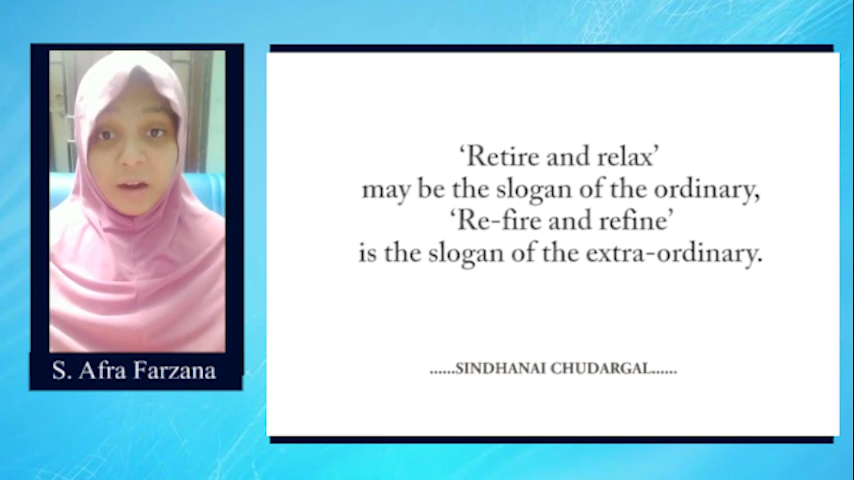 S. Afra Farzana
‘Retire and relax’
may be the slogan of the ordinary,
‘Re-fire and refine’
is the slogan of the extra-ordinary.
......SINDHANAI CHUDARGAL......